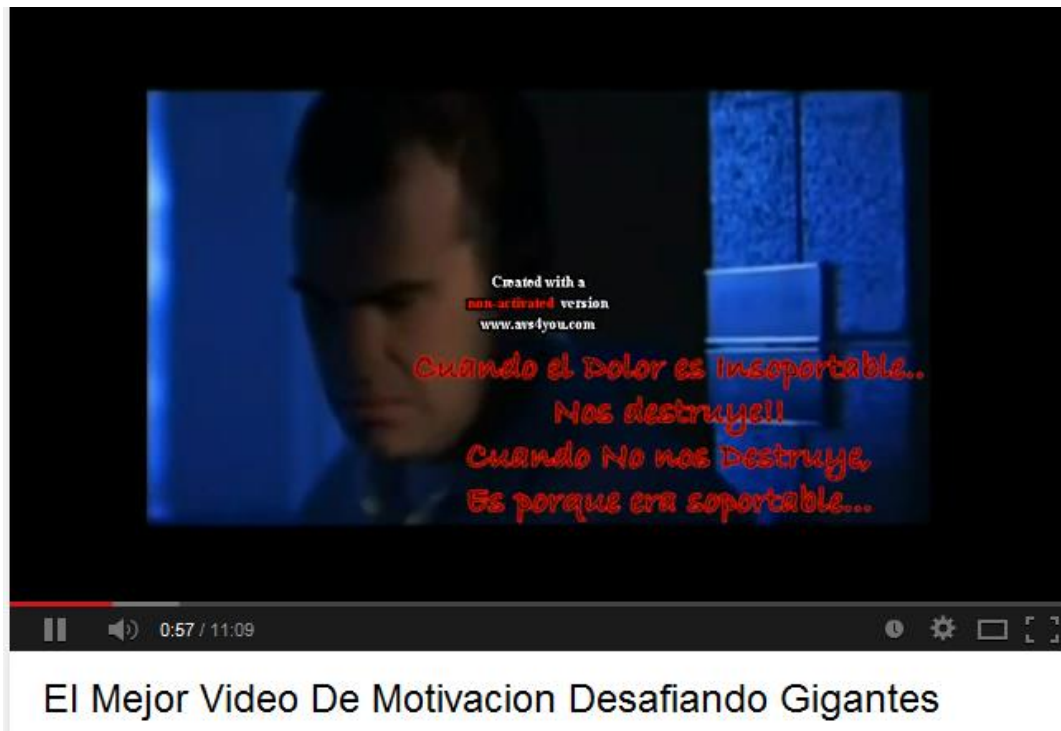 Created with a
non-activated version
www.avs4you.com
Cuando el Dolor es Insoportable..
Nos destruye!!
Cuando No nos Destruye,
Es porque era soportable...
0:57 / 11:09
El Mejor Video De Motivacion Desafiando Gigantes